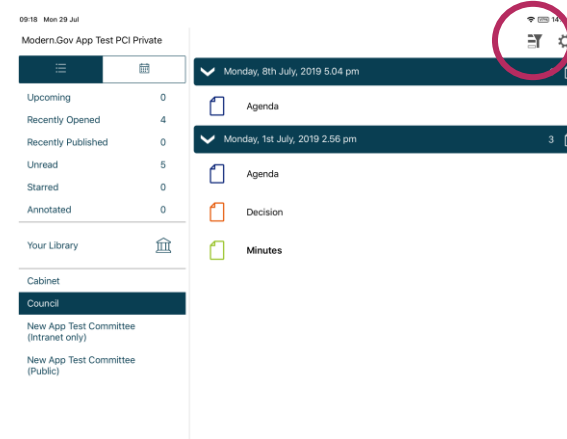 09:18 Mon 29 Jul
Modern.Gov App Test PCI Private
Upcoming 0
Recently Opened 4
Recently Published 0
Unread 5
Starred 0
Annotated 0
Your Library
Cabinet
Council
New App Test Committee
(Intranet only)
New App Test Committee
(Public)
Monday, 8th July, 2019 5.04 pm
Agenda
Monday, 1st July, 2019 2.56 pm 3
Agenda
Decision
Minutes